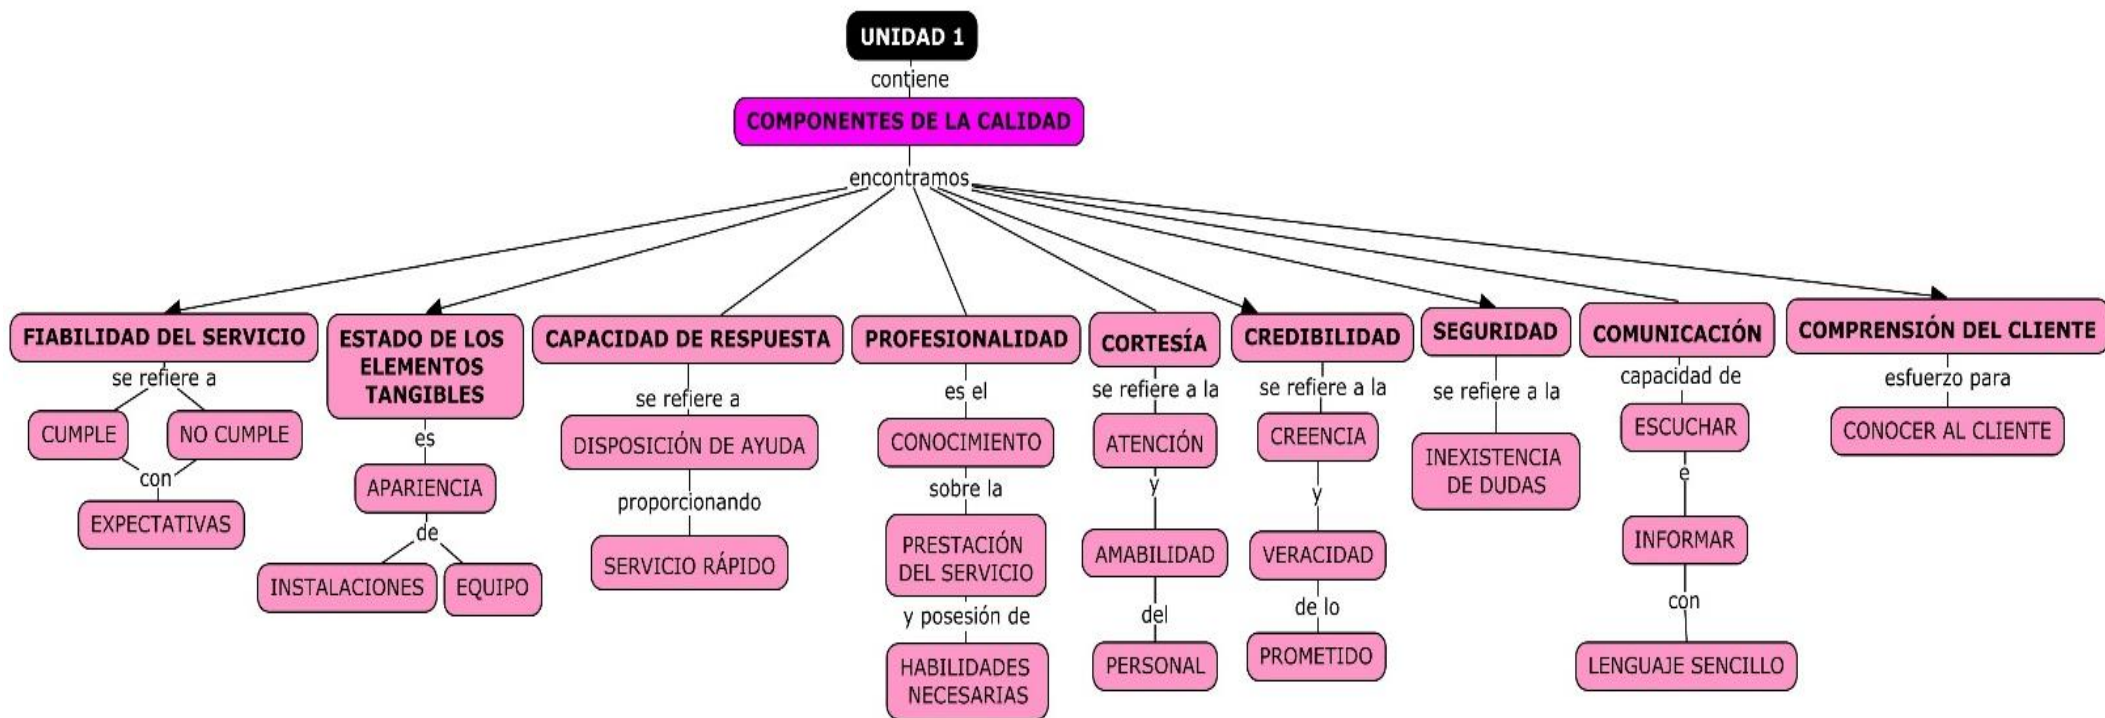 UNIDAD 1
contiene
COMPONENTES DE LA CALIDAD
encontramos
FIABILIDAD DEL SERVICIO
se refiere a
CUMPLE
NO CUMPLE
con
EXPECTATIVAS
ESTADO DE LOS
ELEMENTOS
TANGIBLES
es
APARIENCIA
de
INSTALACIONES
EQUIPO
CAPACIDAD DE RESPUESTA
se refiere a
DISPOSICIÓN DE AYUDA
proporcionando
SERVICIO RÁPIDO
PROFESIONALIDAD
es el
CONOCIMIENTO
sobre la
PRESTACIÓN
DEL SERVICIO
y posesión de
HABILIDADES
NECESARIAS
CORTESÍA
se refiere a la
ATENCIÓN
y
AMABILIDAD
del
PERSONAL
CREDIBILIDAD
se refiere a la
CREENCIA
y
VERACIDAD
de lo
PROMETIDO
SEGURIDAD
se refiere a la
INEXISTENCIA
DE DUDAS
COMUNICACIÓN
capacidad de
ESCUCHAR
e
INFORMAR
con
LENGUAJE SENCILLO
COMPRENSIÓN DEL CLIENTE
esfuerzo para
CONOCER AL CLIENTE